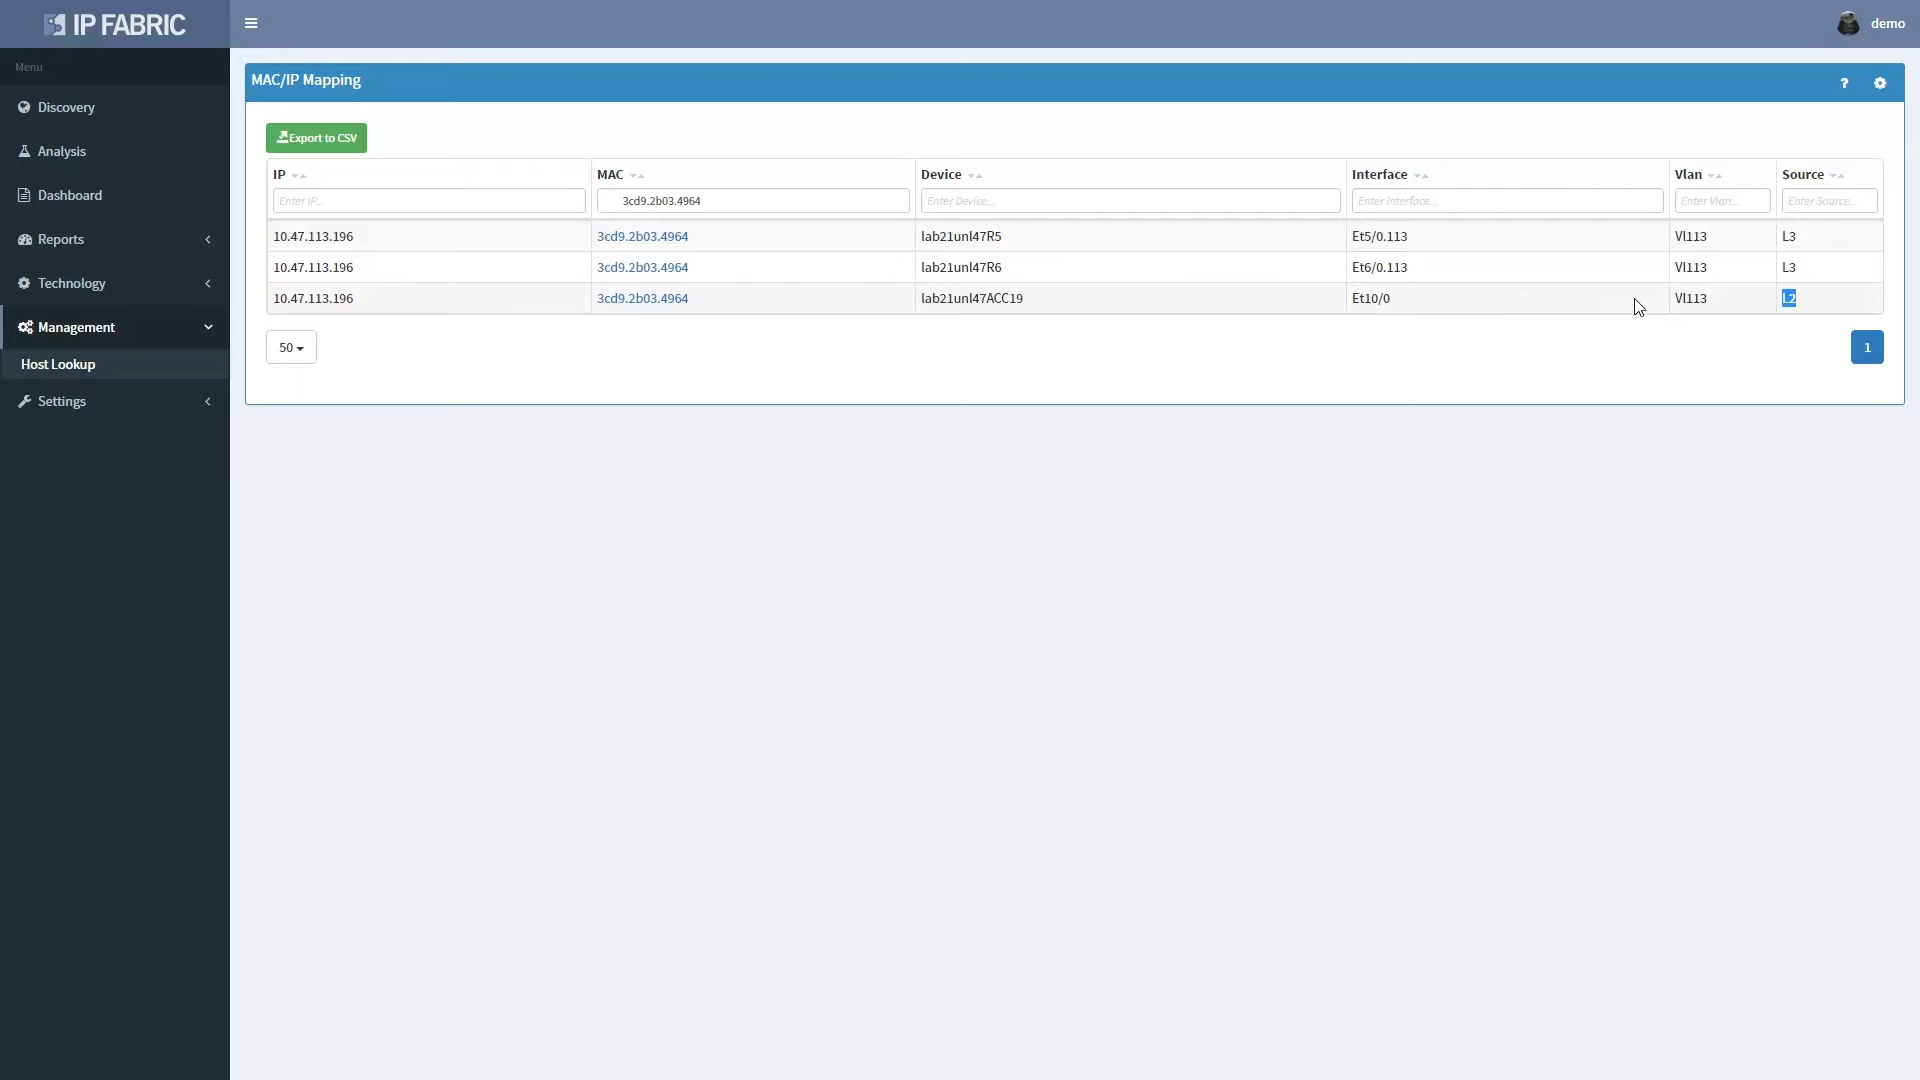 IP FABRIC
demo
Menu
MAC/IP Mapping
?
Discovery
Export to CSV
Analysis
IP MAC Device Interface Vlan Source
Dashboard
Enter IP... 3cd9.2b03.4964 Enter Device... Enter Interface... Enter Vlan... Enter Source...
Reports
10.47.113.196 3cd9.2b03.4964 lab21unl47R5 Et5/0.113 Vl113 L3
10.47.113.196 3cd9.2b03.4964 lab21unl47R6 Et6/0.113 Vl113 L3
Technology
10.47.113.196 3cd9.2b03.4964 lab21unl47ACC19 Et10/0 Vl113 L2
Management
50 1
Host Lookup
Settings